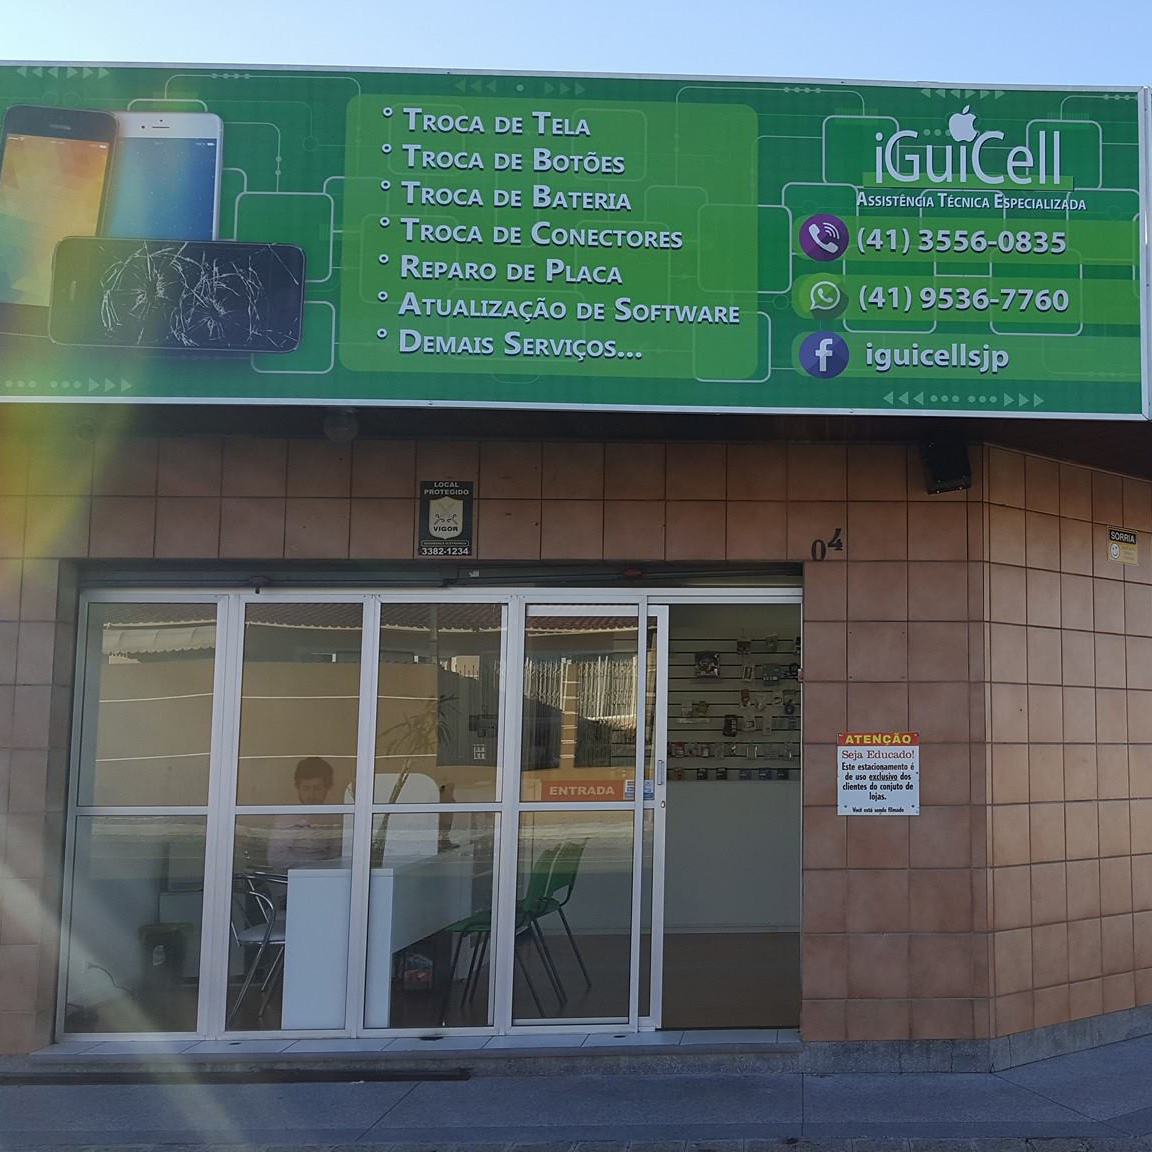 ° TROCA DE TELA
° TROCA DE BOTÕES
° TROCA DE BATERIA
° TROCA DE CONECTORES
° REPARO DE PLACA
° ATUALIZAÇÃO DE SOFTWARE
° DEMAIS SERVIÇOS...
iGuiCell
ASSISTÊNCIA TÉCNICA ESPECIALIZADA
(41) 3556-0835
(41) 9536-7760
f iguicellsjp
LOCAL
PROTEGIDO
VIGOR
3382-1234
04
SORRIA
ENTRADA
ATENÇÃO
Seja Educado!
Este estacionamento é
de uso exclusivo dos
clientes do conjuto de
lojas.
Você está sendo filmado